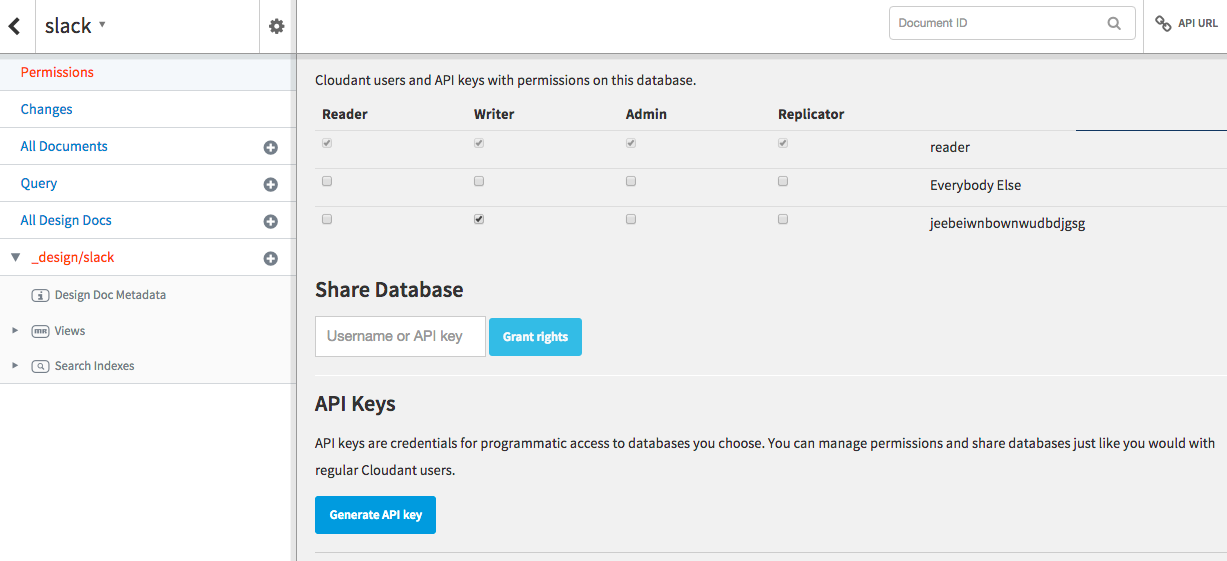 slack
Document ID
API URL
Permissions
Changes
All Documents
Query
All Design Docs
_design/slack
Design Doc Metadata
MR Views
Search Indexes
Cloudant users and API keys with permissions on this database.
Reader Writer Admin Replicator
reader
Everybody Else
jeebeiwnbownwudbdjgsg
Share Database
Username or API key Grant rights
API Keys
API keys are credentials for programmatic access to databases you choose. You can manage permissions and share databases just like you would with
regular Cloudant users.
Generate API key